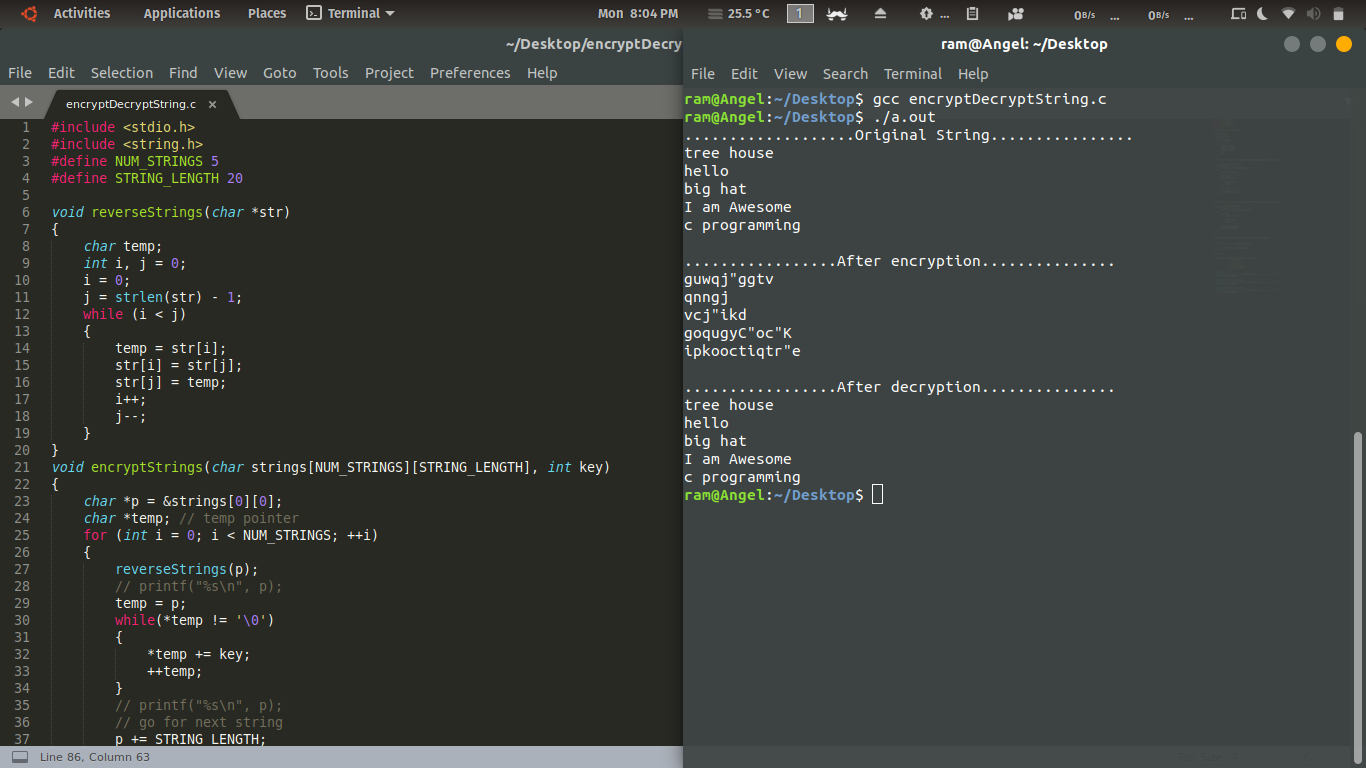 Activities Applications Places Terminal Mon 8:04 PM 25.5 °C 1 ... 0 B/s ... 0 B/s ...
~/Desktop/encryptDecry
File Edit Selection Find View Goto Tools Project Preferences Help
encryptDecryptString.c ×
1 #include <stdio.h>
2 #include <string.h>
3 #define NUM_STRINGS 5
4 #define STRING_LENGTH 20
5
6 void reverseStrings(char *str)
7 {
8     char temp;
9     int i, j = 0;
10     i = 0;
11     j = strlen(str) - 1;
12     while (i < j)
13     {
14         temp = str[i];
15         str[i] = str[j];
16         str[j] = temp;
17         i++;
18         j--;
19     }
20 }
21 void encryptStrings(char strings[NUM_STRINGS][STRING_LENGTH], int key)
22 {
23     char *p = &strings[0][0];
24     char *temp; // temp pointer
25     for (int i = 0; i < NUM_STRINGS; ++i)
26     {
27         reverseStrings(p);
28         // printf("%s\n", p);
29         temp = p;
30         while(*temp != '\0')
31         {
32             *temp += key;
33             ++temp;
34         }
35         // printf("%s\n", p);
36         // go for next string
37         p += STRING_LENGTH;
Line 86, Column 63
ram@Angel: ~/Desktop
File Edit View Search Terminal Help
ram@Angel:~/Desktop$ gcc encryptDecryptString.c
ram@Angel:~/Desktop$ ./a.out
...................Original String................
tree house
hello
big hat
I am Awesome
c programming
.................After encryption...............
guwqj"ggtv
qnngj
vcj"ikd
goqugyC"oc"K
ipkooctiqtr"e
.................After decryption...............
tree house
hello
big hat
I am Awesome
c programming
ram@Angel:~/Desktop$